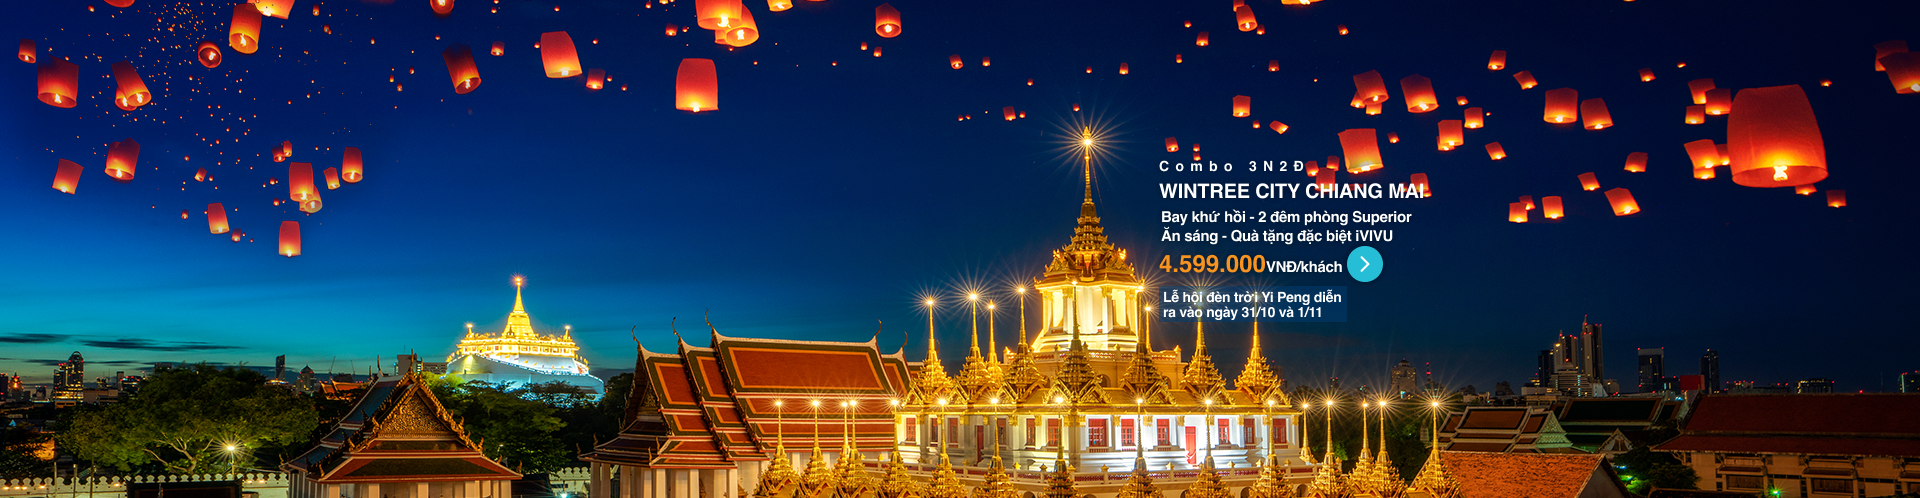 Combo 3N2Đ
WINTREE CITY CHIANG MAI
Bay khứ hồi - 2 đêm phòng Superior
Ăn sáng - Quà tặng đặc biệt iVIVU
4.599.000VNĐ/khách
Lễ hội đèn trời Yi Peng diễn
ra vào ngày 31/10 và 1/11